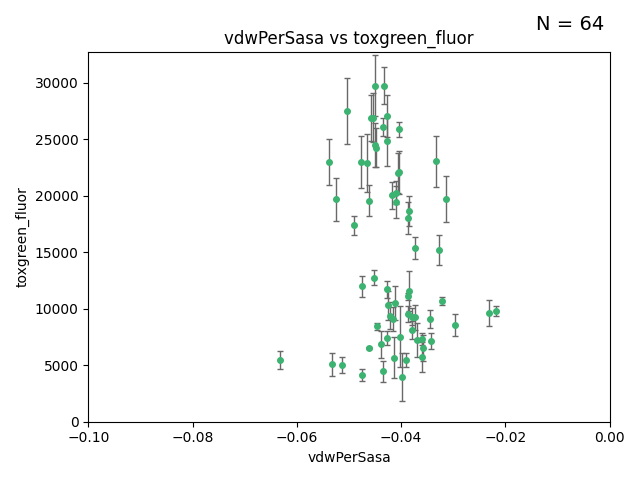 N = 64
vdwPerSasa vs toxgreen_fluor
toxgreen_fluor
30000
25000
20000
15000
10000
5000
0
−0.10 −0.08 −0.06 −0.04 −0.02 0.00
vdwPerSasa